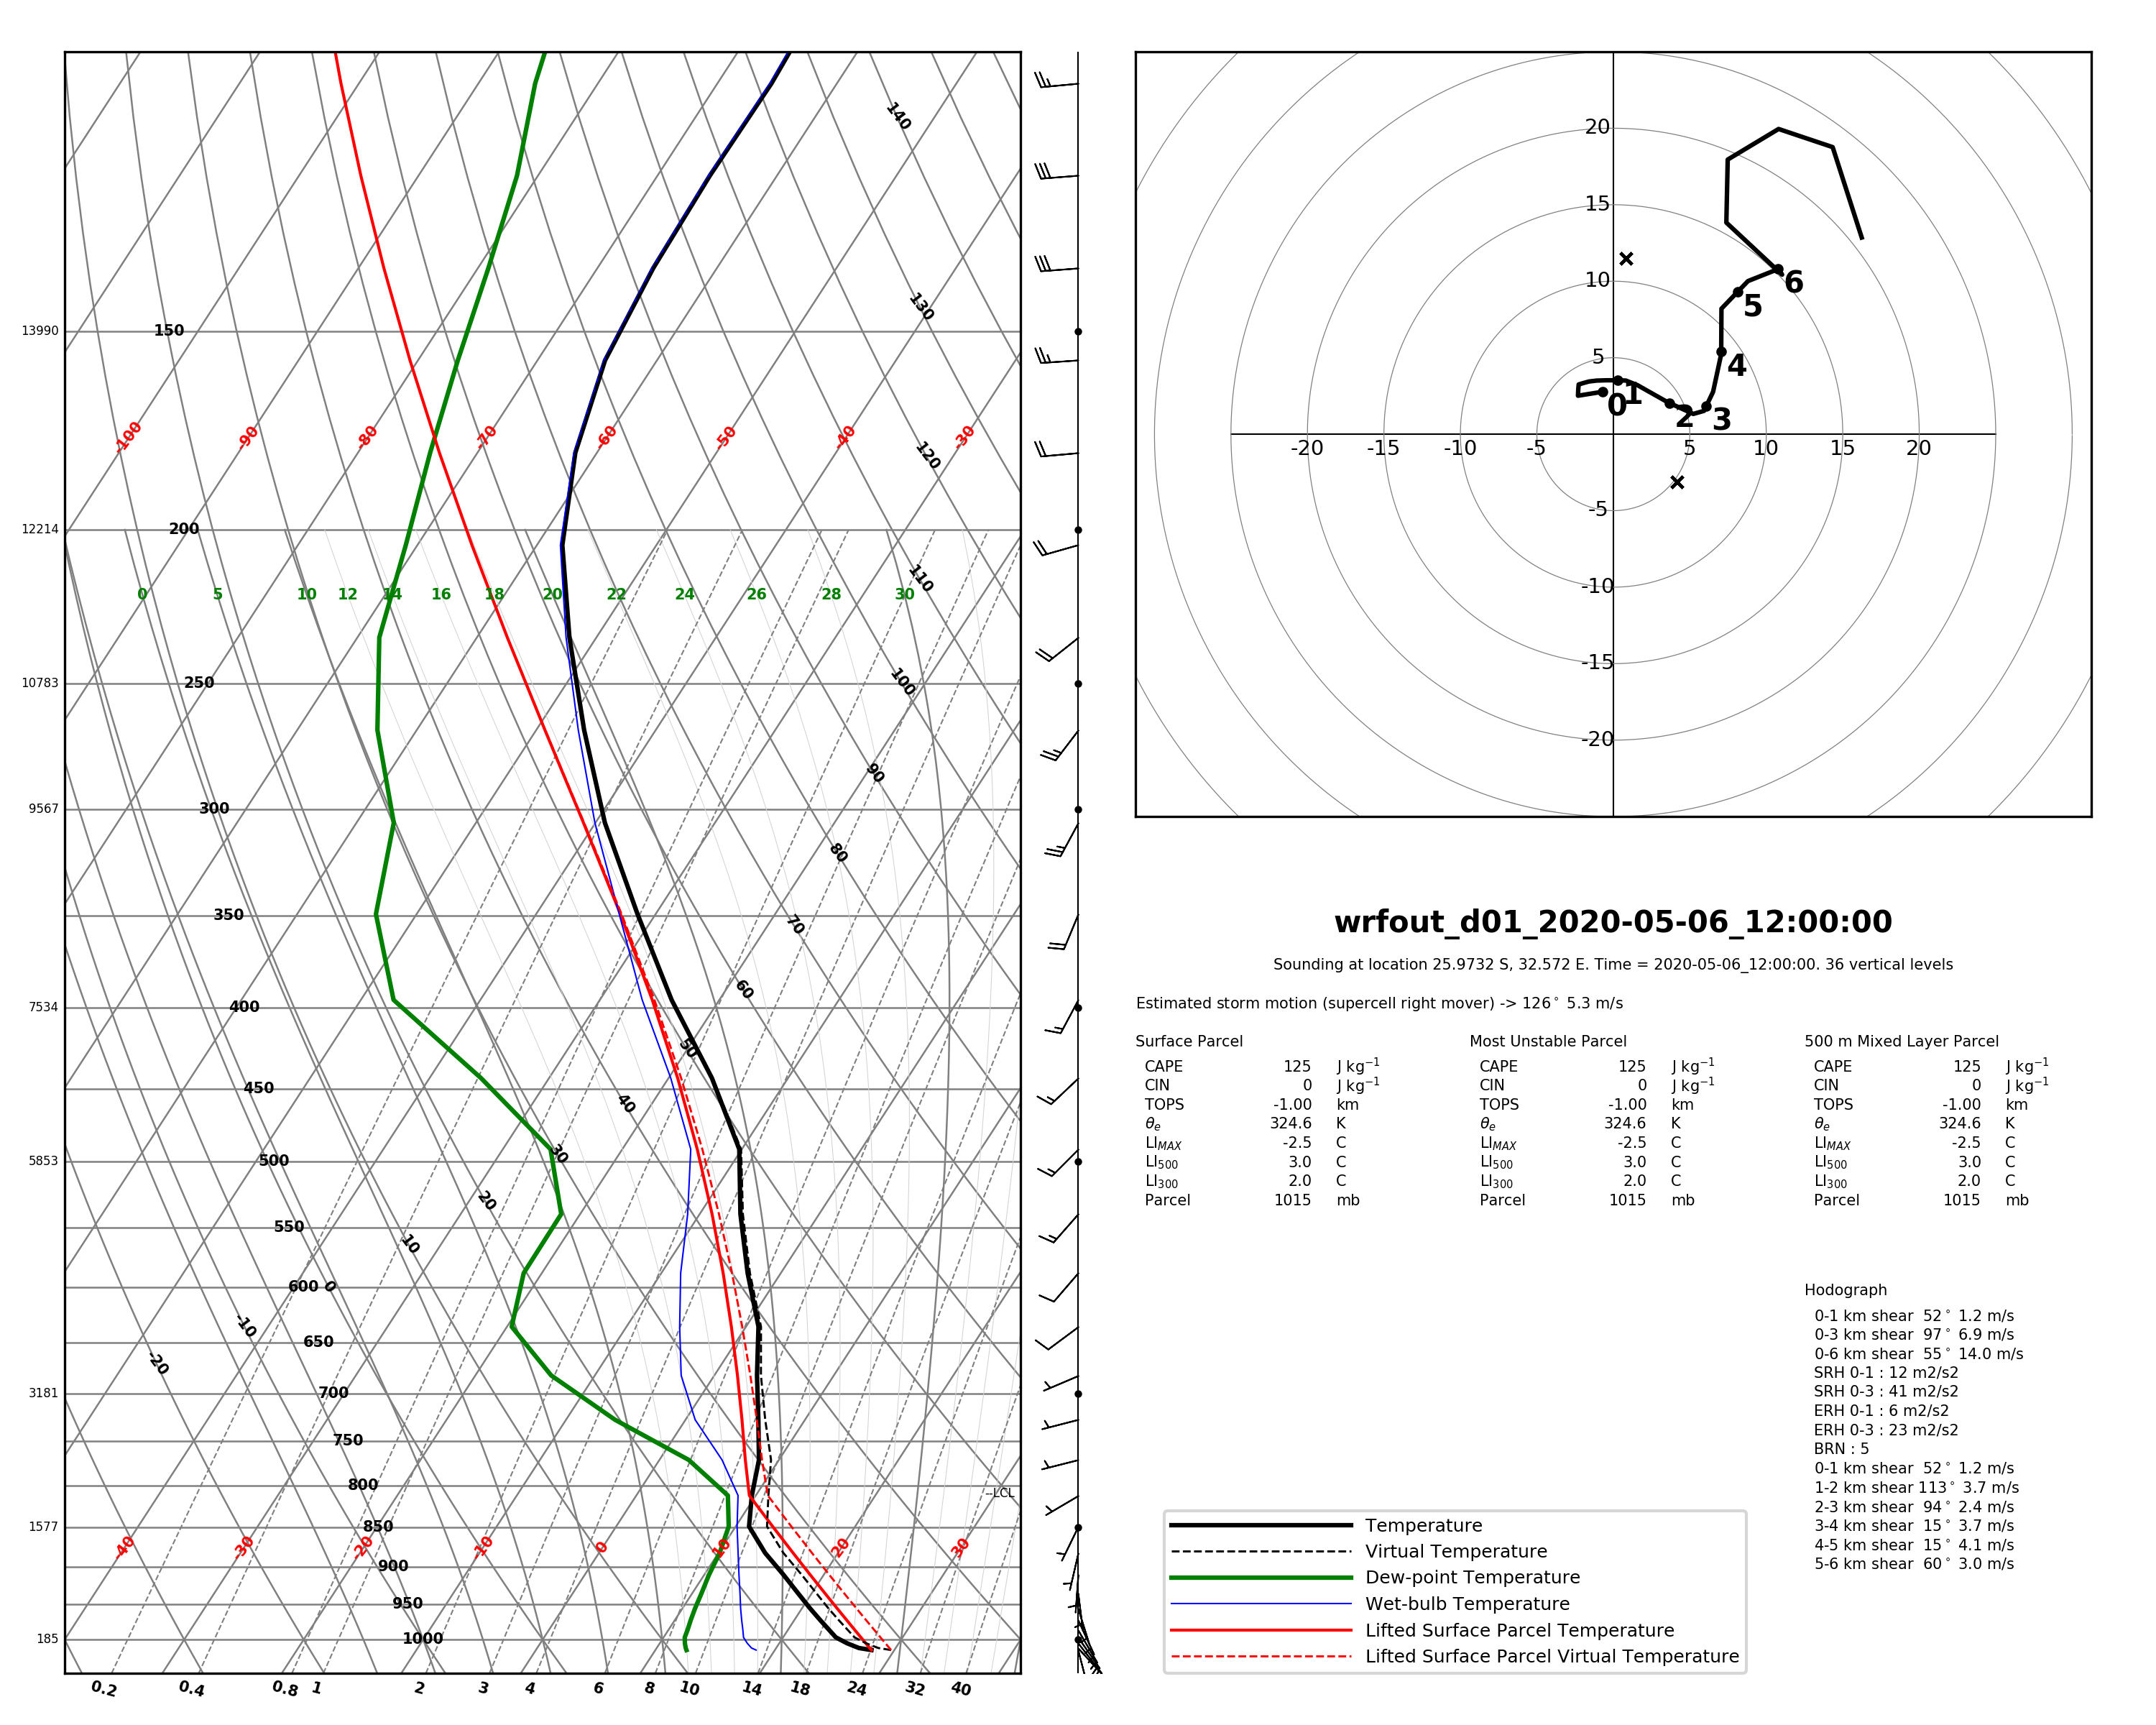 140
130
120
110
100
90
80
70
60
50
40
30
20
10
0
-10
-20
13990 150
-100 -90 -80 -70 -60 -50 -40 -30
12214 200
0 5 10 12 14 16 18 20 22 24 26 28 30
10783 250
9567 300
350
7534 400
450
5853 500
550
600
650
3181 700
750
800
--LCL
1577 850
-40 -30 -20 -10 0 10 20 30
900
950
185 1000
0.2 0.4 0.8 1 2 3 4 6 8 10 14 18 24 32 40
20
15
10
5
-20 -15 -10 -5 5 10 15 20
-5
-10
-15
-20
0 1 2 3 4 5 6
wrfout_d01_2020-05-06_12:00:00
Sounding at location 25.9732 S, 32.572 E. Time = 2020-05-06_12:00:00. 36 vertical levels
Estimated storm motion (supercell right mover) -> 126° 5.3 m/s
Surface Parcel
CAPE 125 J kg⁻¹
CIN 0 J kg⁻¹
TOPS -1.00 km
θₑ 324.6 K
LI_MAX -2.5 C
LI₅₀₀ 3.0 C
LI₃₀₀ 2.0 C
Parcel 1015 mb
Most Unstable Parcel
CAPE 125 J kg⁻¹
CIN 0 J kg⁻¹
TOPS -1.00 km
θₑ 324.6 K
LI_MAX -2.5 C
LI₅₀₀ 3.0 C
LI₃₀₀ 2.0 C
Parcel 1015 mb
500 m Mixed Layer Parcel
CAPE 125 J kg⁻¹
CIN 0 J kg⁻¹
TOPS -1.00 km
θₑ 324.6 K
LI_MAX -2.5 C
LI₅₀₀ 3.0 C
LI₃₀₀ 2.0 C
Parcel 1015 mb
Hodograph
0-1 km shear 52° 1.2 m/s
0-3 km shear 97° 6.9 m/s
0-6 km shear 55° 14.0 m/s
SRH 0-1 : 12 m2/s2
SRH 0-3 : 41 m2/s2
ERH 0-1 : 6 m2/s2
ERH 0-3 : 23 m2/s2
BRN : 5
0-1 km shear 52° 1.2 m/s
1-2 km shear 113° 3.7 m/s
2-3 km shear 94° 2.4 m/s
3-4 km shear 15° 3.7 m/s
4-5 km shear 15° 4.1 m/s
5-6 km shear 60° 3.0 m/s
Temperature
Virtual Temperature
Dew-point Temperature
Wet-bulb Temperature
Lifted Surface Parcel Temperature
Lifted Surface Parcel Virtual Temperature